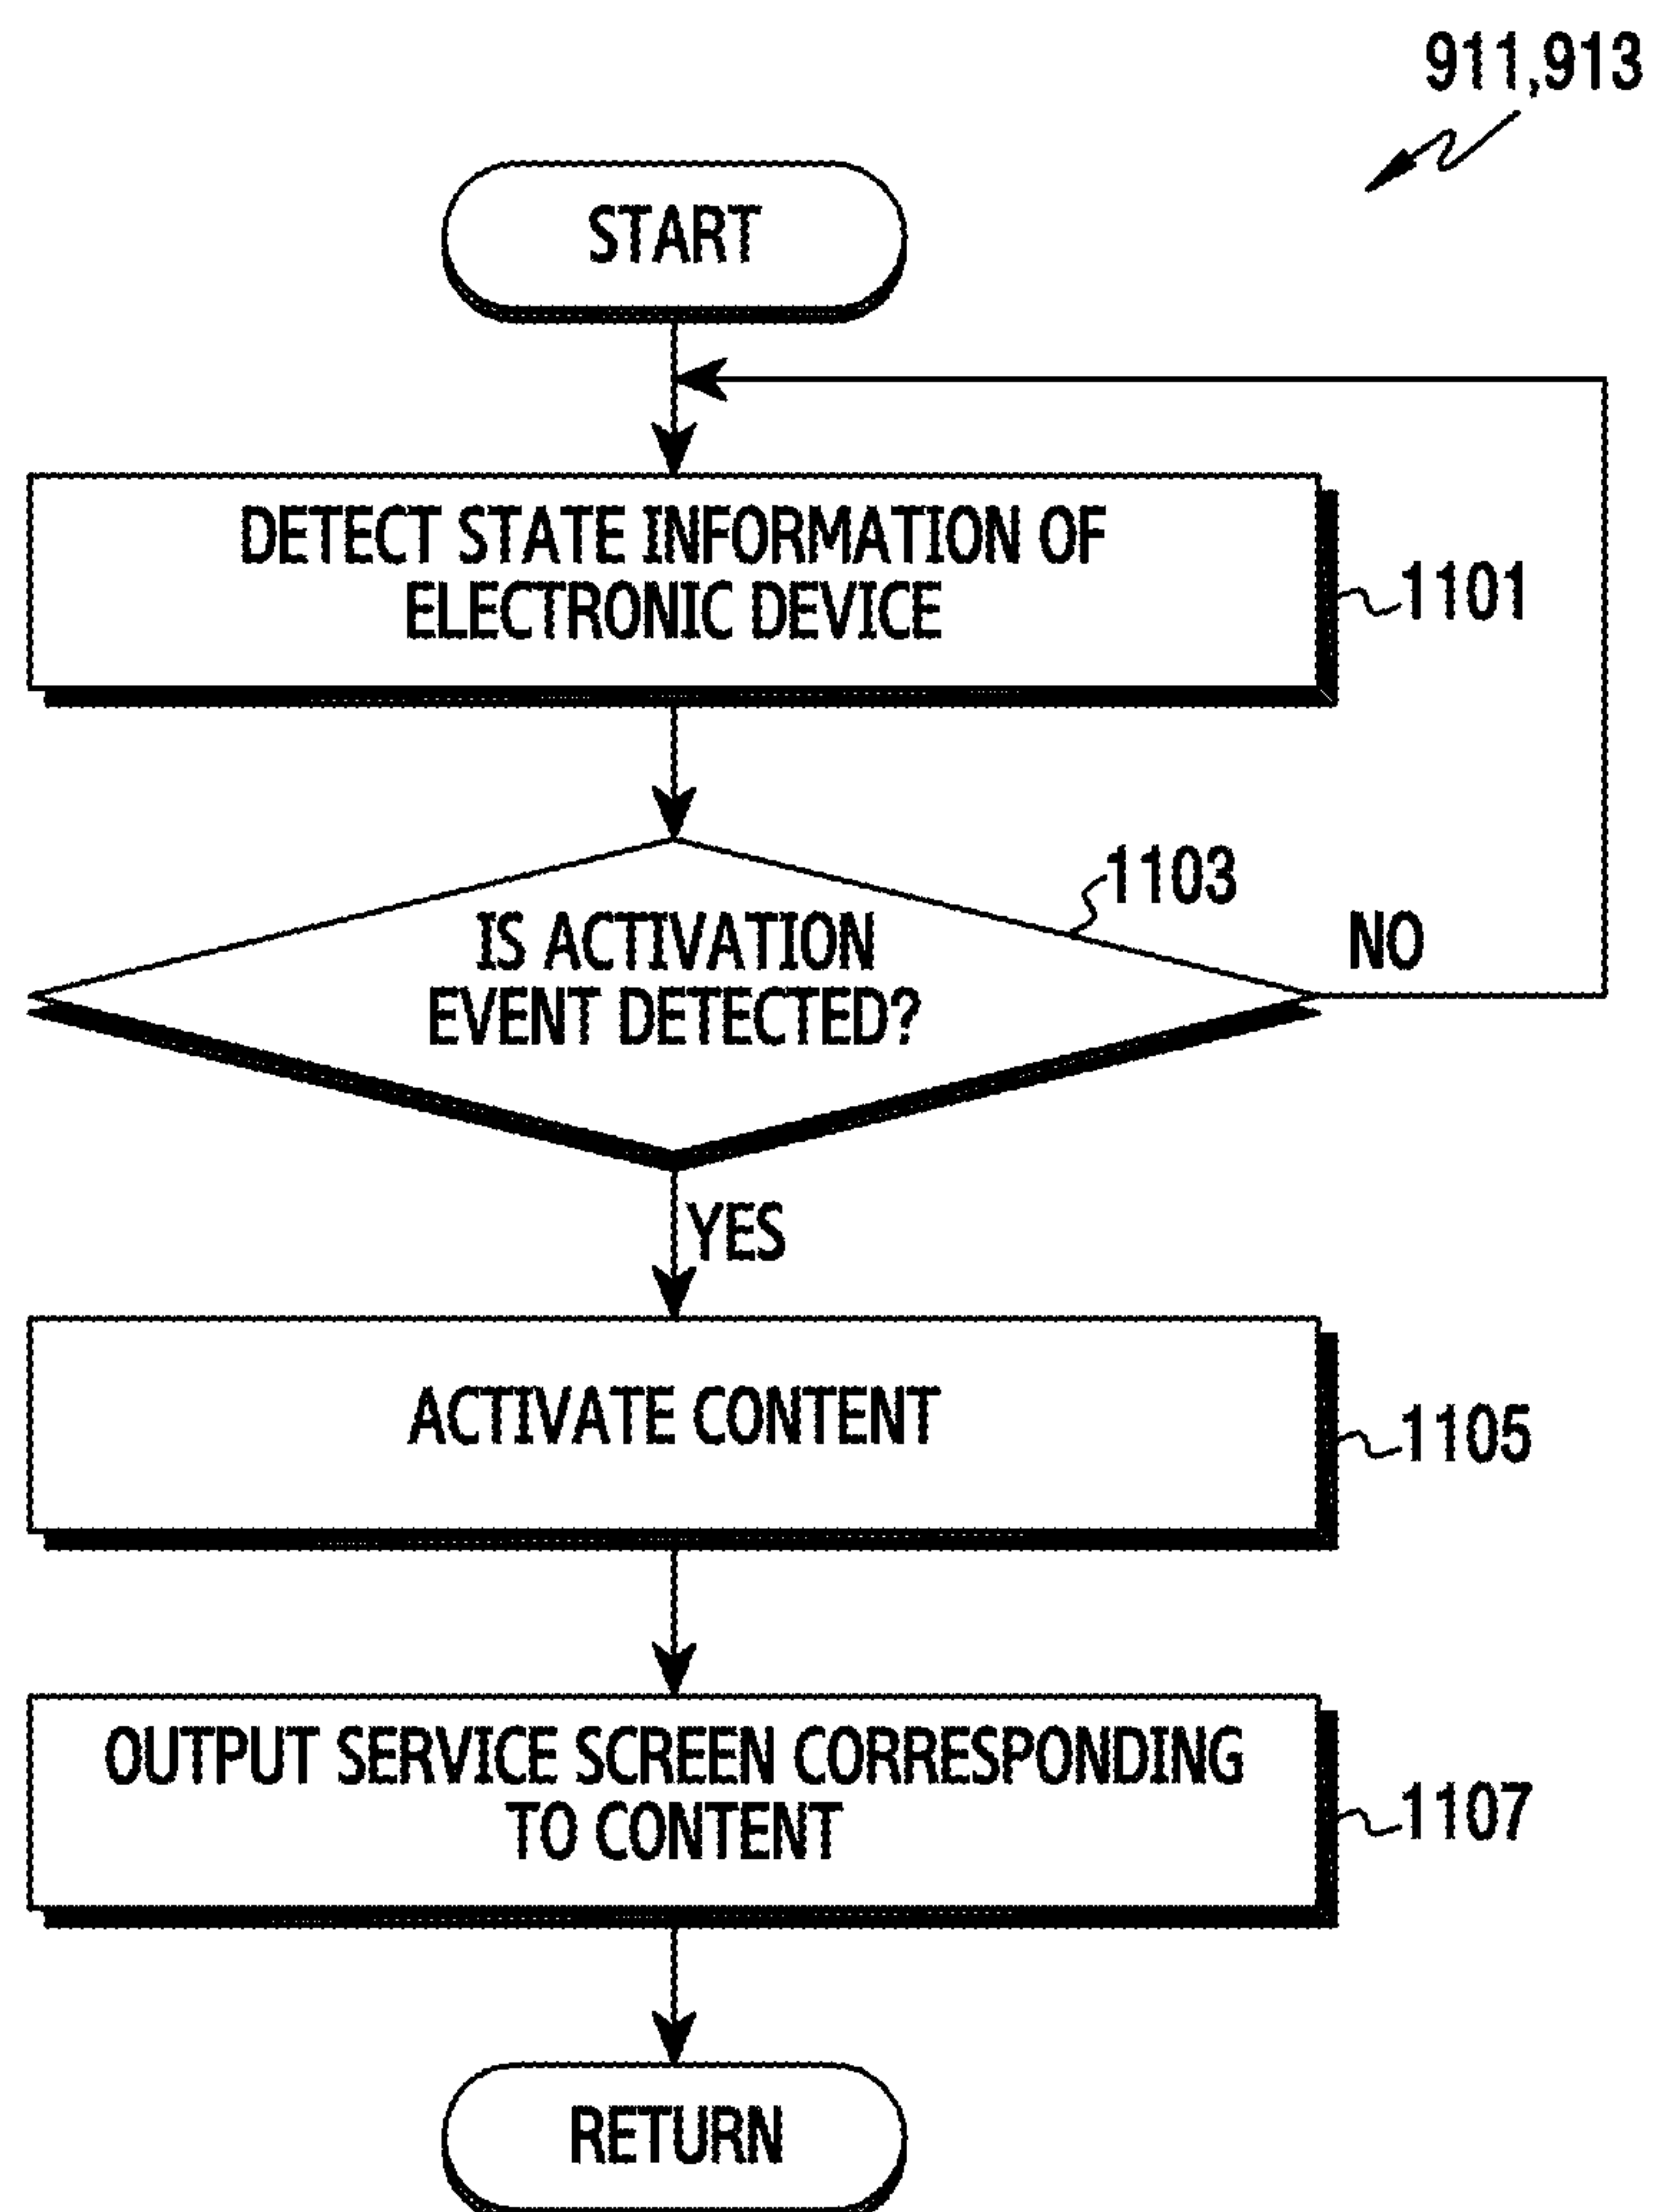 911,913
START
DETECT STATE INFORMATION OF
ELECTRONIC DEVICE
1101
1103
IS ACTIVATION
EVENT DETECTED?
NO
YES
ACTIVATE CONTENT
1105
OUTPUT SERVICE SCREEN CORRESPONDING
TO CONTENT
1107
RETURN